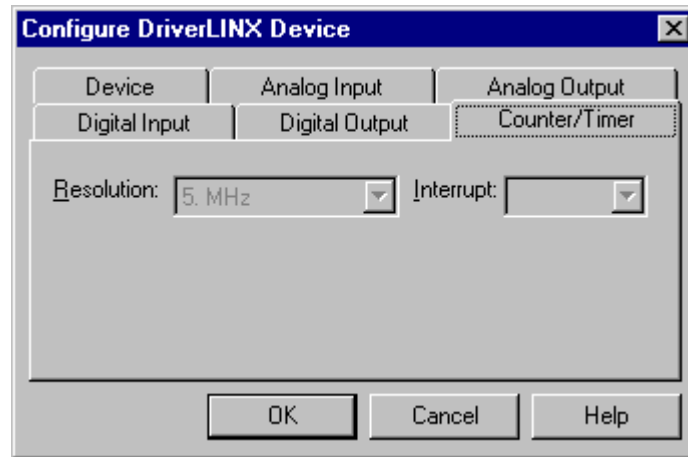 Configure DriverLINX Device
Device Analog Input Analog Output
Digital Input Digital Output Counter/Timer
Resolution: 5. MHz Interrupt:
OK Cancel Help